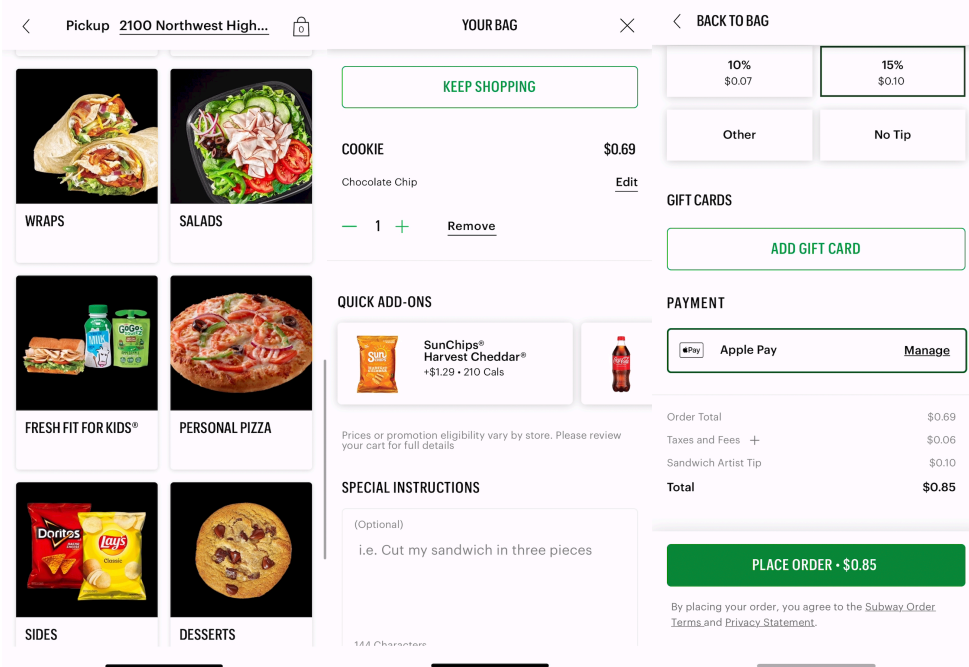 Pickup 2100 Northwest High...
0
WRAPS
SALADS
MILK
GoGo
FRESH FIT FOR KIDS®
PERSONAL PIZZA
Doritos
Lay's
Classic
SIDES
DESSERTS
YOUR BAG
KEEP SHOPPING
COOKIE $0.69
Chocolate Chip Edit
1 Remove
QUICK ADD-ONS
Sun
SunChips®
Harvest Cheddar®
+$1.29 • 210 Cals
Prices or promotion eligibility vary by store. Please review
your cart for full details
SPECIAL INSTRUCTIONS
(Optional)
i.e. Cut my sandwich in three pieces
144 Characters
BACK TO BAG
10% 15%
$0.07 $0.10
Other No Tip
GIFT CARDS
ADD GIFT CARD
PAYMENT
Pay Apple Pay Manage
Order Total $0.69
Taxes and Fees + $0.06
Sandwich Artist Tip $0.10
Total $0.85
PLACE ORDER • $0.85
By placing your order, you agree to the Subway Order
Terms and Privacy Statement.